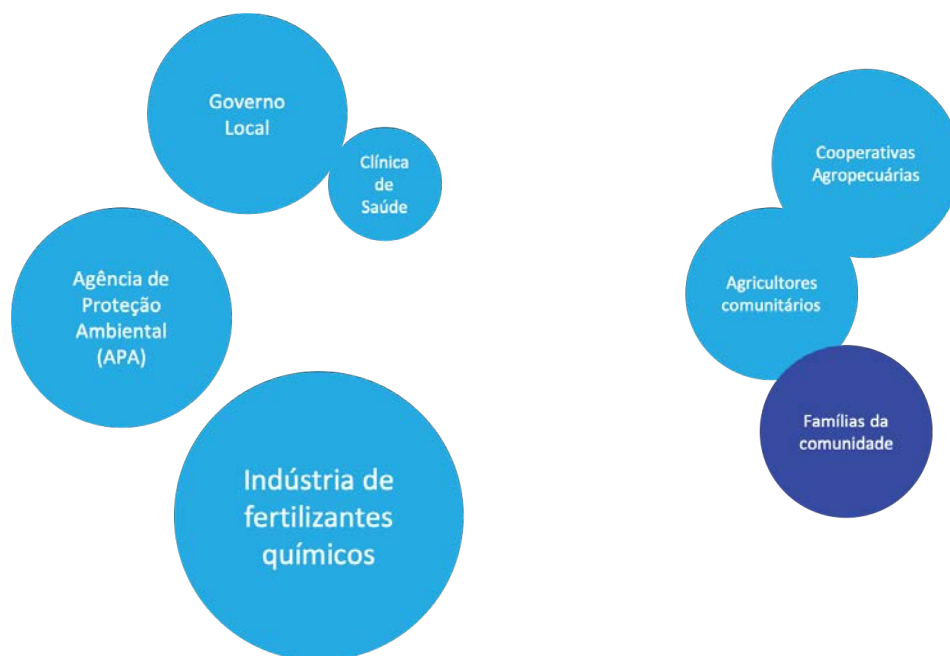 Governo
Local
Clínica
de
Saúde
Cooperativas
Agropecuárias
Agência de
Proteção
Ambiental
(APA)
Agricultores
comunitários
Famílias da
comunidade
Indústria de
fertilizantes
químicos